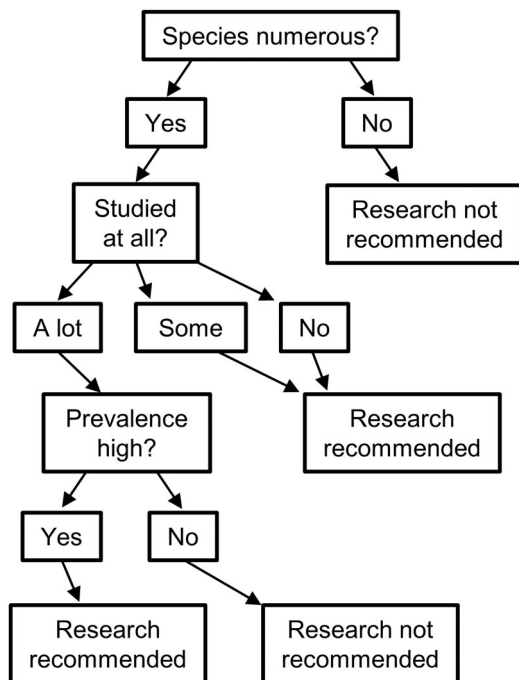 Species numerous?
Yes
No
Studied
at all?
Research not
recommended
A lot
Some
No
Prevalence
high?
Research
recommended
Yes
No
Research
recommended
Research not
recommended